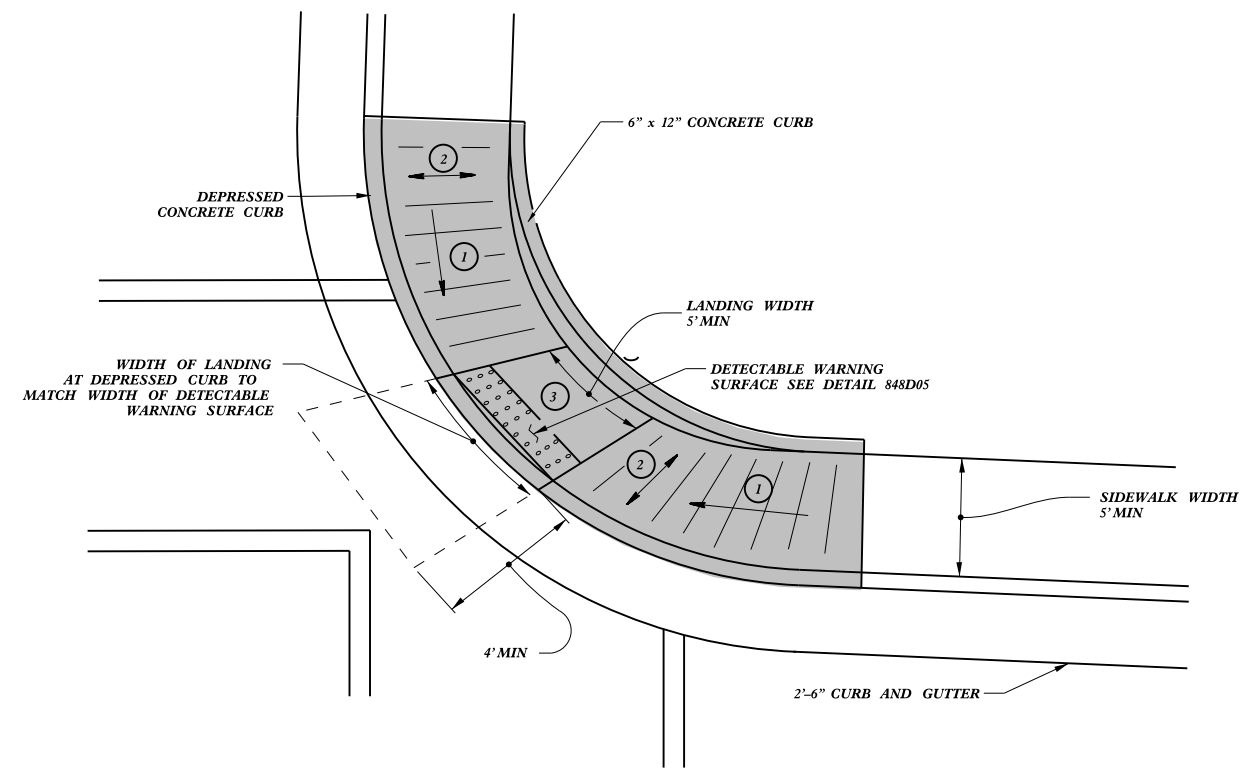 6” x 12” CONCRETE CURB
2
DEPRESSED
CONCRETE CURB
1
LANDING WIDTH
5’ MIN
WIDTH OF LANDING
AT DEPRESSED CURB TO
MATCH WIDTH OF DETECTABLE
WARNING SURFACE
DETECTABLE WARNING
SURFACE SEE DETAIL 848D05
3
2
1
SIDEWALK WIDTH
5’ MIN
4’ MIN
2’–6” CURB AND GUTTER